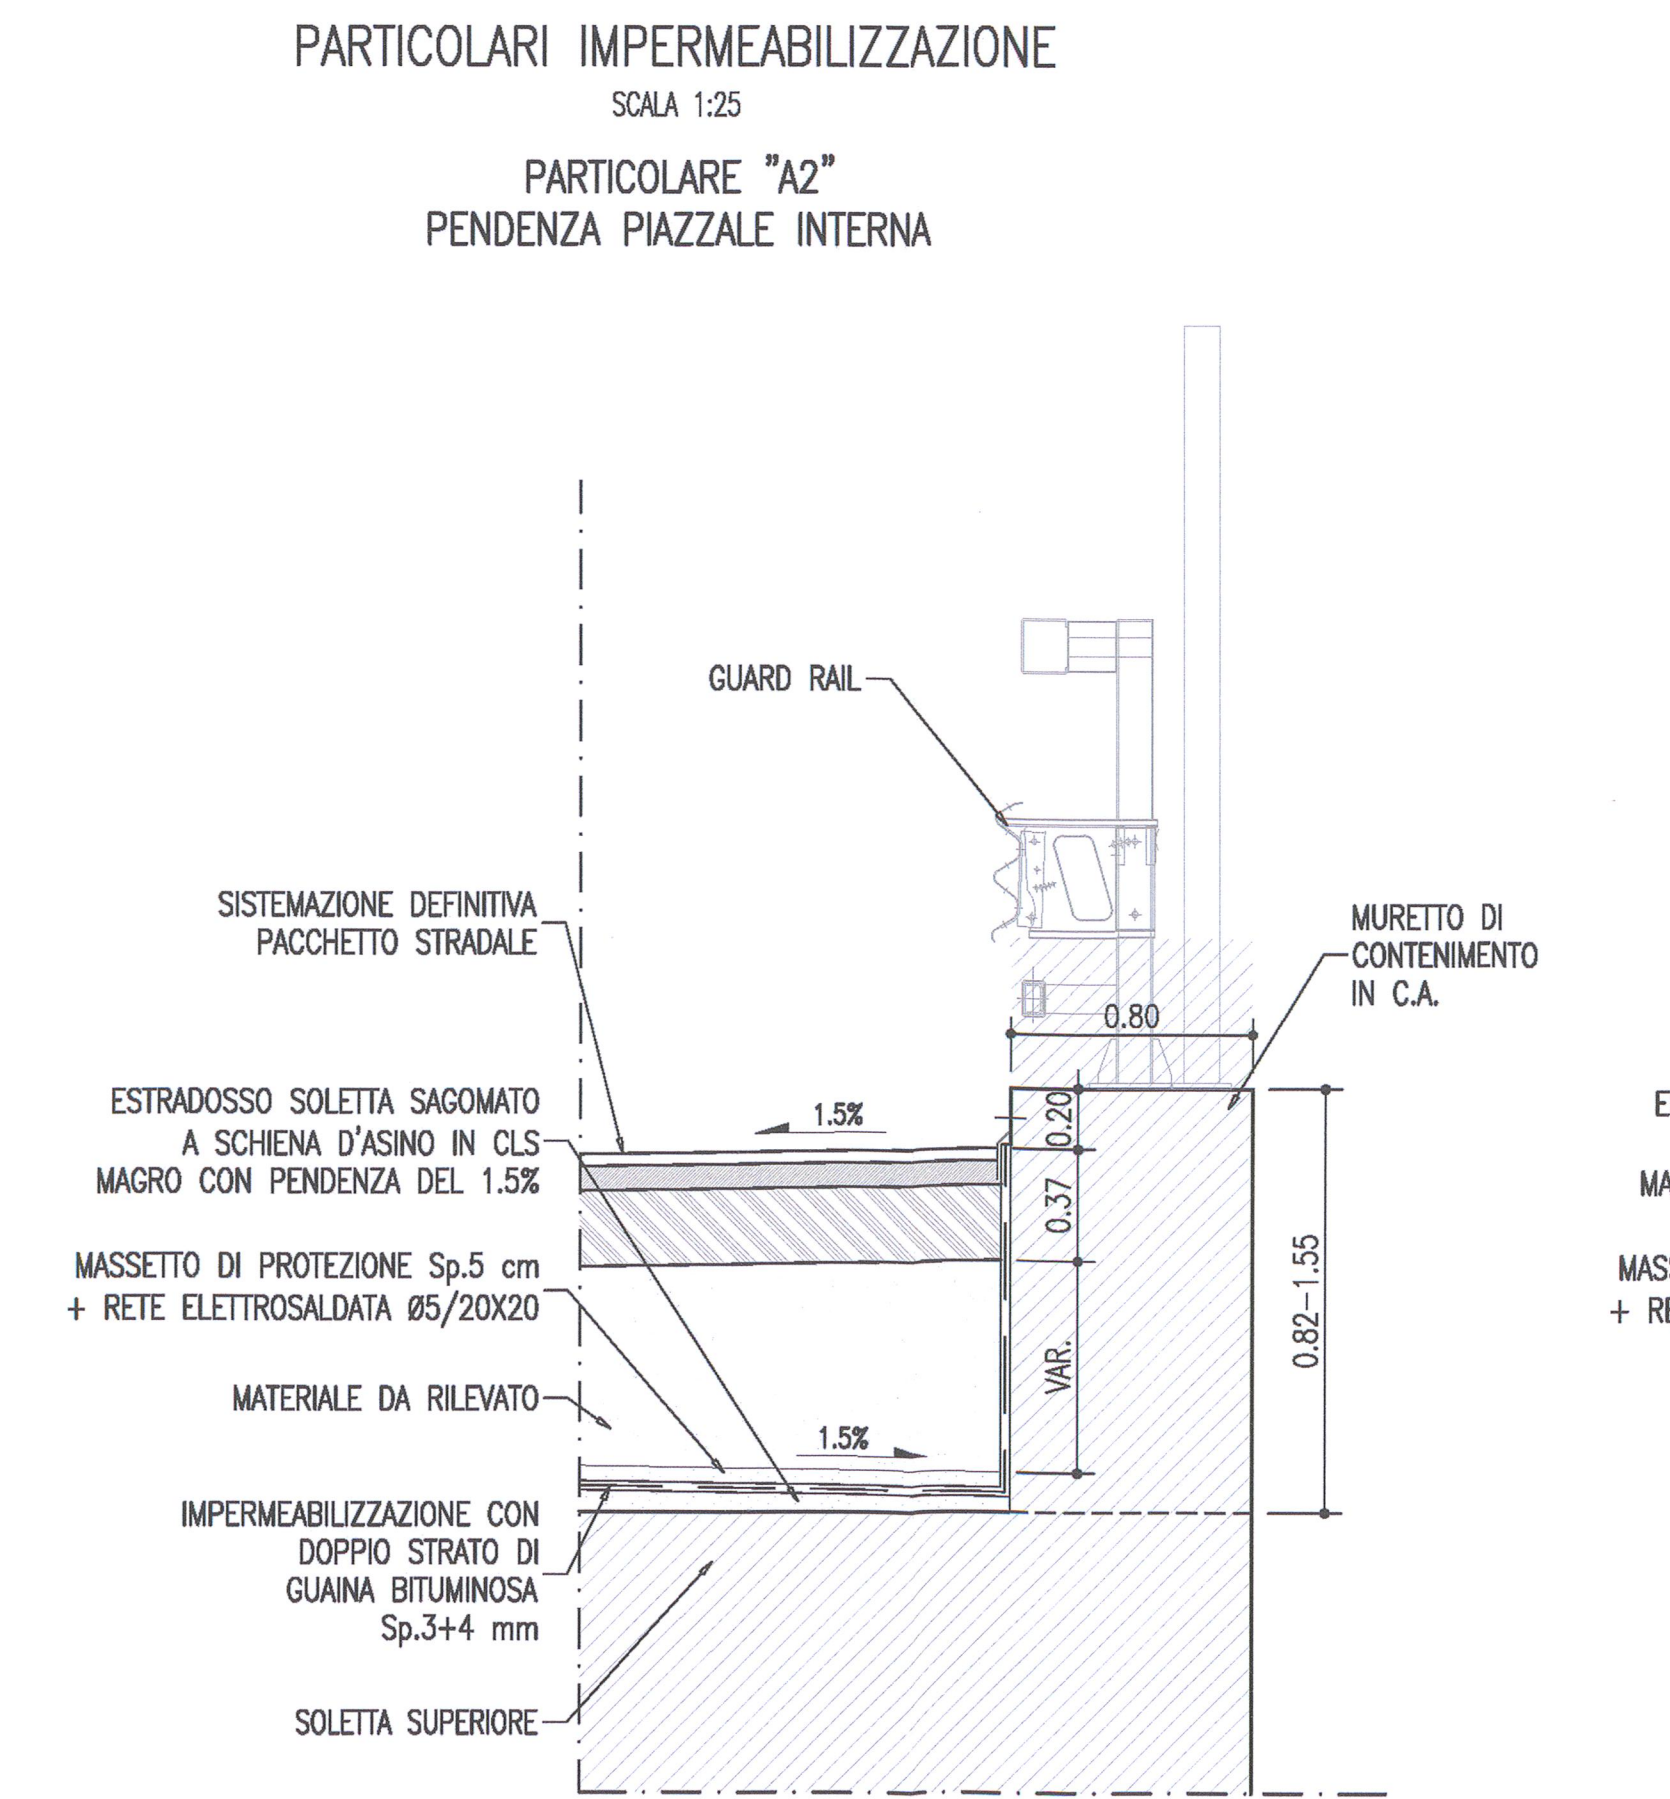 PARTICOLARI IMPERMEABILIZZAZIONE
SCALA 1:25
PARTICOLARE "A2"
PENDENZA PIAZZALE INTERNA
GUARD RAIL
SISTEMAZIONE DEFINITIVA
PACCHETTO STRADALE
MURETTO DI
CONTENIMENTO
IN C.A.
0.80
ESTRADOSSO SOLETTA SAGOMATO
A SCHIENA D'ASINO IN CLS
MAGRO CON PENDENZA DEL 1.5%
1.5%
0.20
0.37
VAR.
0.82-1.55
MASSETTO DI PROTEZIONE Sp.5 cm
+ RETE ELETTROSALDATA Ø5/20X20
MATERIALE DA RILEVATO
1.5%
IMPERMEABILIZZAZIONE CON
DOPPIO STRATO DI
GUAINA BITUMINOSA
Sp.3+4 mm
SOLETTA SUPERIORE